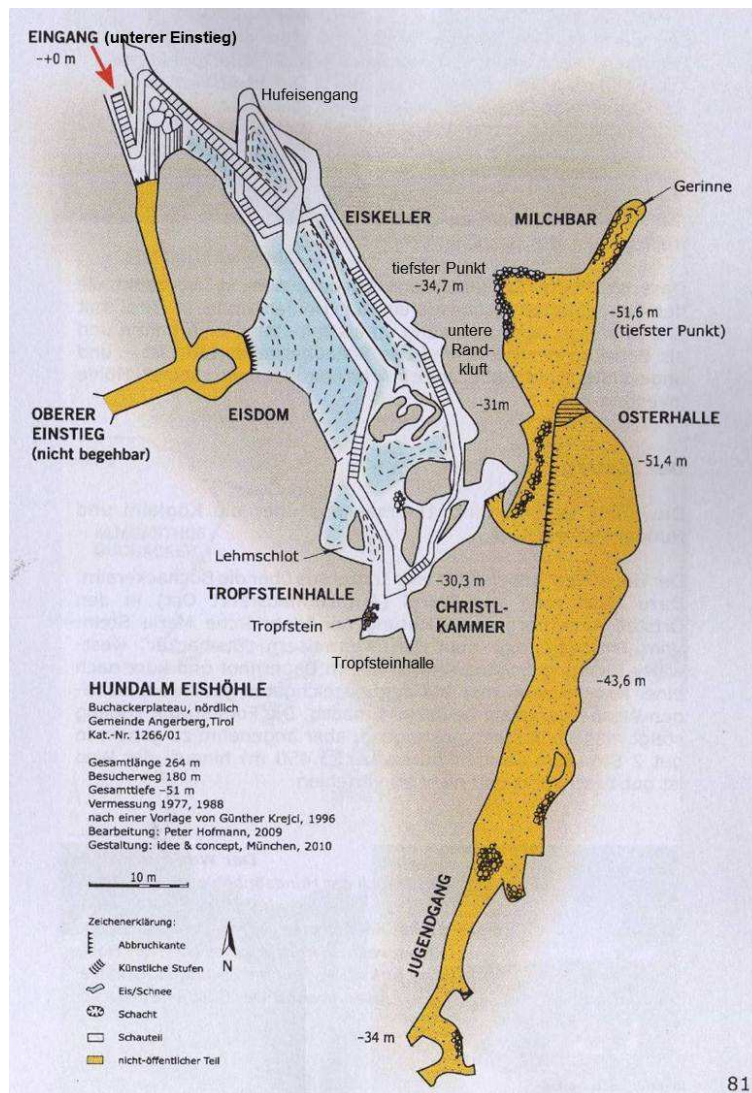 EINGANG (unterer Einstieg)
-+0 m
Hufeisengang
Gerinne
EISKELLER
MILCHBAR
tiefster Punkt
-34,7 m
-51,6 m
(tiefster Punkt)
untere
Rand-
kluft
-31m
OBERER
EINSTIEG
(nicht begehbar)
EISDOM
OSTERHALLE
-51,4 m
Lehmschlot
TROPFSTEINHALLE
-30,3 m
CHRISTL-
KAMMER
Tropfstein
Tropfsteinhalle
-43,6 m
HUNDALM EISHÖHLE
Buchackerplateau, nördlich
Gemeinde Angerberg,Tirol
Kat.-Nr. 1266/01
Gesamtlänge 264 m
Besucherweg 180 m
Gesamttiefe -51 m
Vermessung 1977, 1988
nach einer Vorlage von Günther Krejci, 1996
Bearbeitung: Peter Hofmann, 2009
Gestaltung: idee & concept, München, 2010
10 m
Zeichenerklärung:
Abbruchkante
Künstliche Stufen
N
Eis/Schnee
Schacht
Schauteil
nicht-öffentlicher Teil
JUGENDGANG
-34 m
81